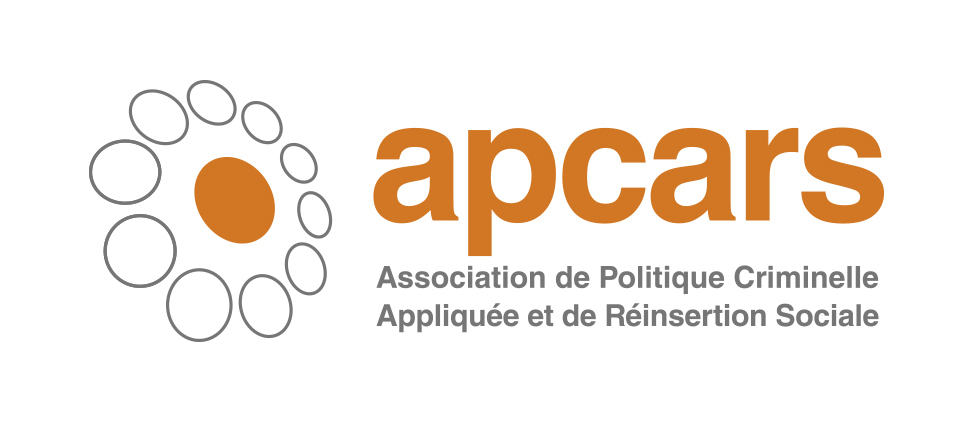 apcars
Association de Politique Criminelle
Appliquée et de Réinsertion Sociale